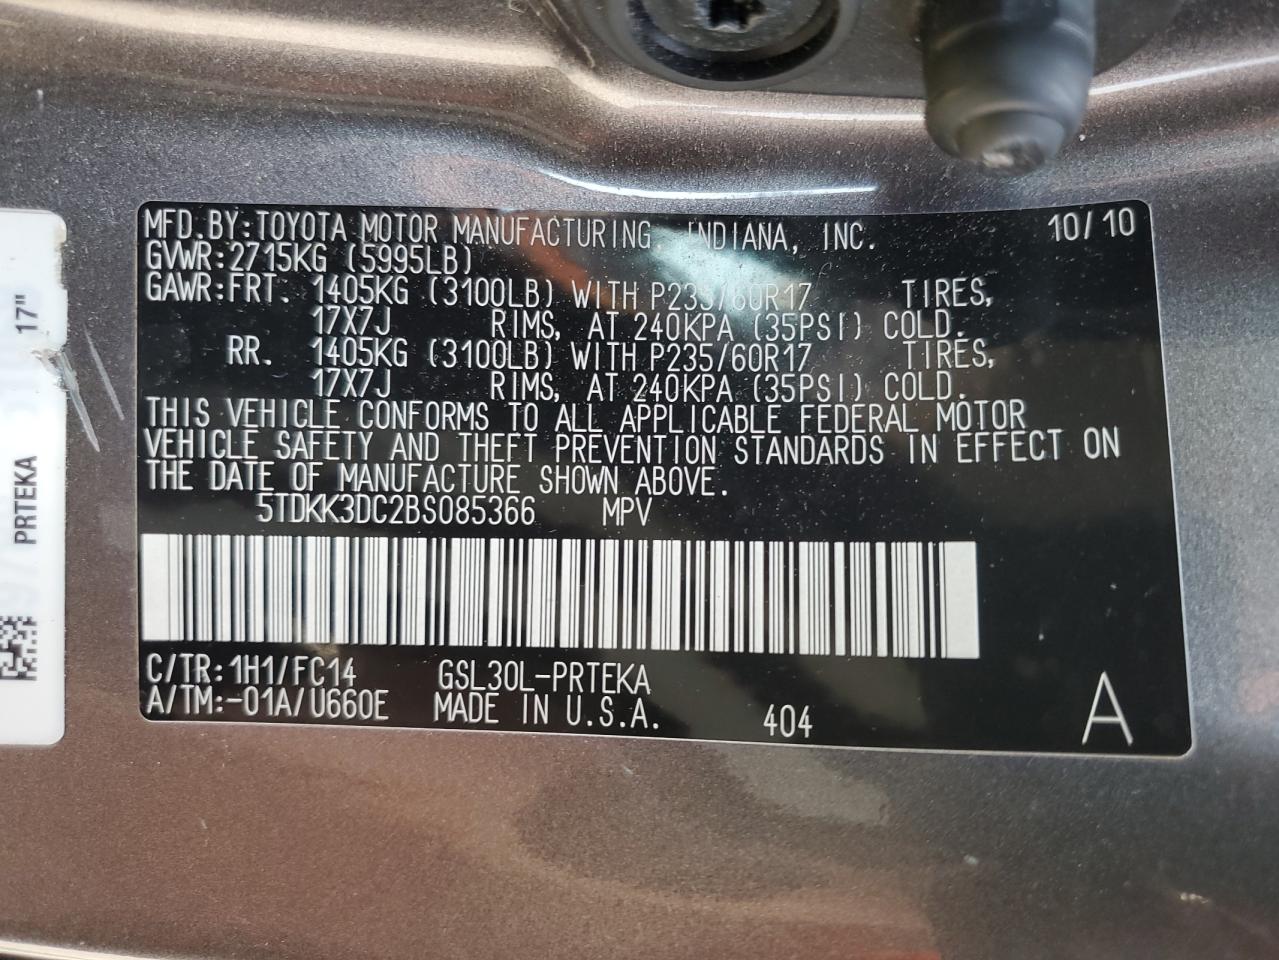 MFD.BY:TOYOTA MOTOR MANUFACTURING, INDIANA, INC. 10/10
GVWR:2715KG (5995LB)
GAWR:FRT. 1405KG (3100LB) WITH P235/60R17 TIRES,
17X7J RIMS, AT 240KPA (35PSI) COLD.
RR. 1405KG (3100LB) WITH P235/60R17 TIRES,
17X7J RIMS, AT 240KPA (35PSI) COLD.
THIS VEHICLE CONFORMS TO ALL APPLICABLE FEDERAL MOTOR
VEHICLE SAFETY AND THEFT PREVENTION STANDARDS IN EFFECT ON
THE DATE OF MANUFACTURE SHOWN ABOVE.
5TDKK3DC2BS085366 MPV
C/TR:1H1/FC14 GSL30L-PRTEKA
A/TM:-01A/U660E MADE IN U.S.A. 404 A
17"
PRTEKA